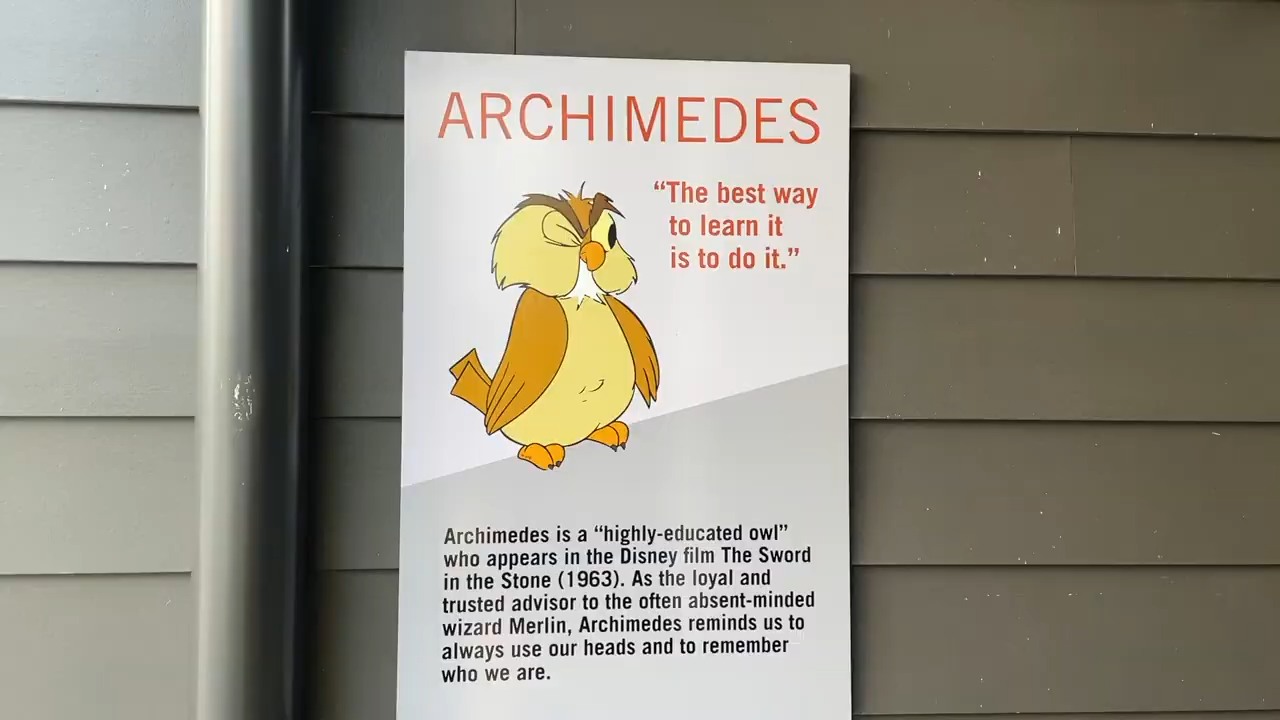 ARCHIMEDES
“The best way
to learn it
is to do it.”
Archimedes is a “highly-educated owl”
who appears in the Disney film The Sword
in the Stone (1963). As the loyal and
trusted advisor to the often absent-minded
wizard Merlin, Archimedes reminds us to
always use our heads and to remember
who we are.